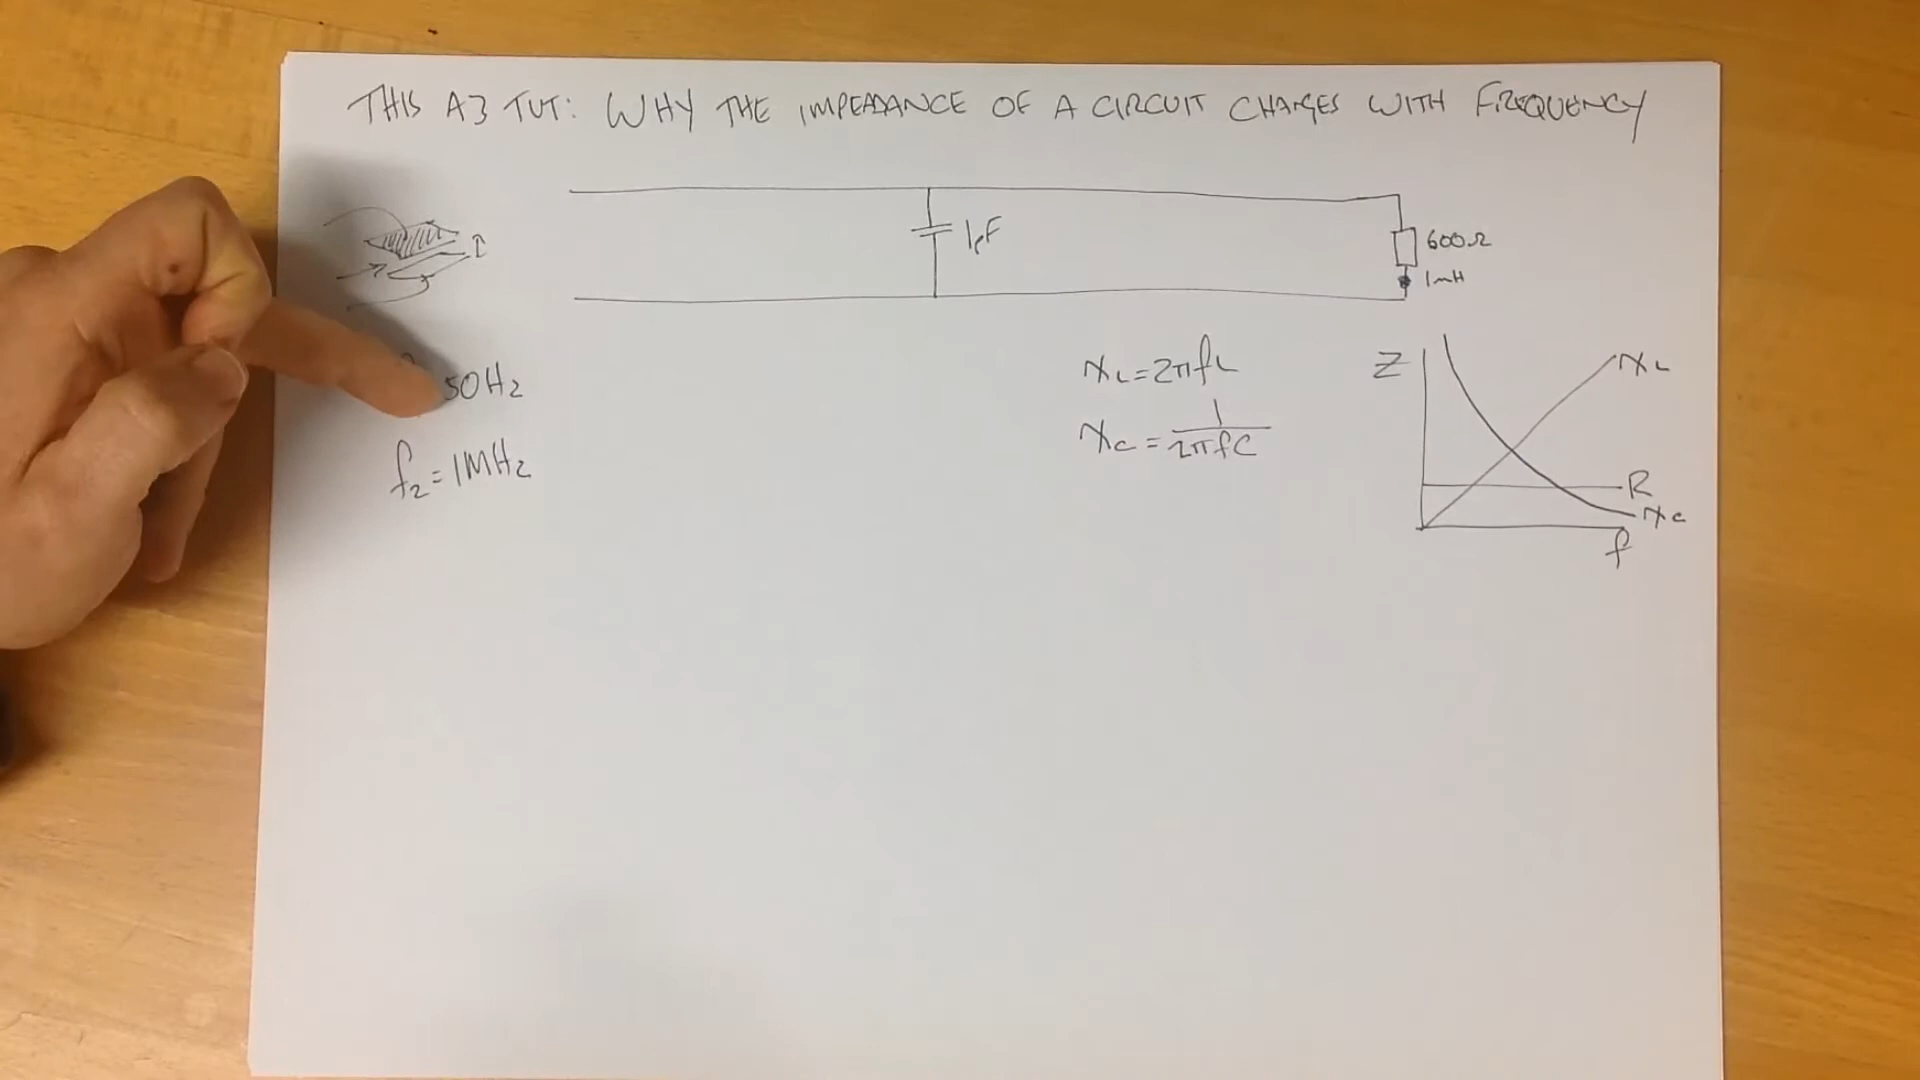 THIS A3 TUT: WHY THE IMPEDANCE OF A CIRCUIT CHANGES WITH FREQUENCY
1pF
600Ω
1mH
50Hz
f₂=1MHz
XL=2πfL
XC=1/2πfC
Z
XL
R
XC
f